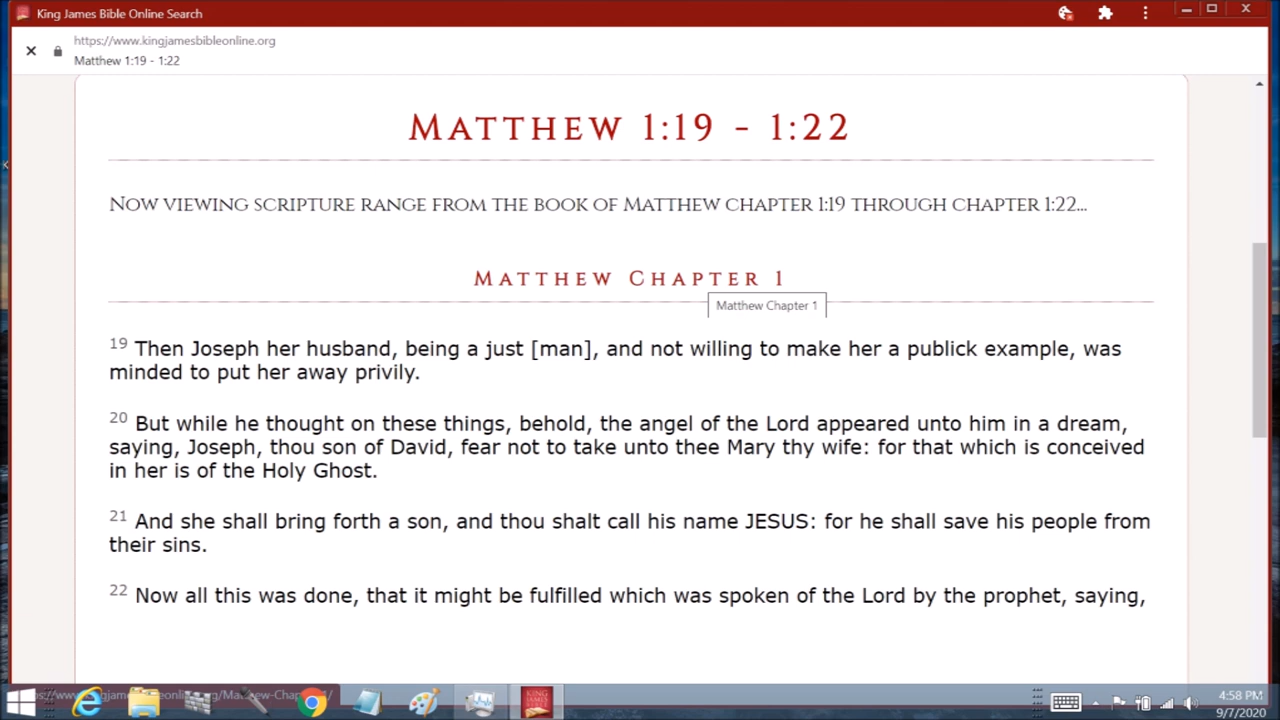 King James Bible Online Search
https://www.kingjamesbibleonline.org
Matthew 1:19 - 1:22
Matthew 1:19 - 1:22
Now viewing scripture range from the book of Matthew chapter 1:19 through chapter 1:22...
Matthew Chapter 1
Matthew Chapter 1
19 Then Joseph her husband, being a just [man], and not willing to make her a publick example, was
minded to put her away privily.
20 But while he thought on these things, behold, the angel of the Lord appeared unto him in a dream,
saying, Joseph, thou son of David, fear not to take unto thee Mary thy wife: for that which is conceived
in her is of the Holy Ghost.
21 And she shall bring forth a son, and thou shalt call his name JESUS: for he shall save his people from
their sins.
22 Now all this was done, that it might be fulfilled which was spoken of the Lord by the prophet, saying,
KING
JAMES
BIBLE
4:58 PM
9/7/2020